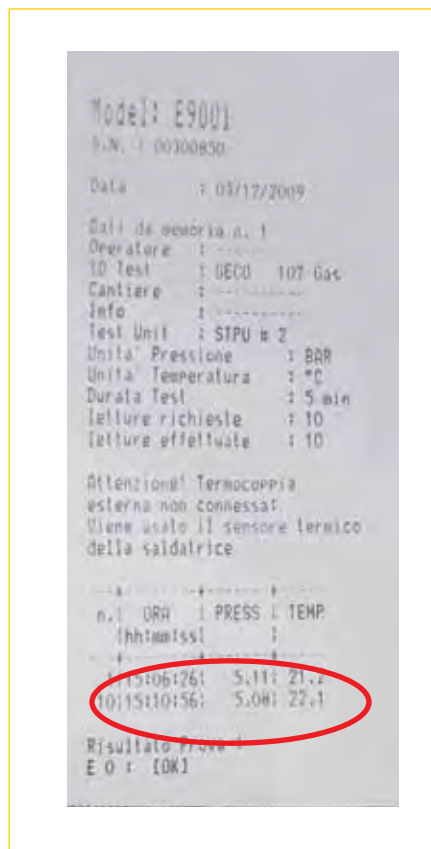 Model: E9001
S.N. : 00300850
Data : 03/17/2009
Dati da memoria n. 1
Operatore : ------
ID Test : GECO 107 Gas
Cantiere : ----------
Info : ----------
Test Unit : STPU # 2
Unita' Pressione : BAR
Unita' Temperatura : °C
Durata Test : 5 min
letture richieste : 10
letture effettuate : 10
Attenzione! Termocoppia
esterna non connessa!
Viene usato il sensore termico
della saldatrice
n.: ORA : PRESS : TEMP.
:hh:mm:ss: :
1:15:06:26: 5.11: 21.2
10:15:10:56: 5.08: 22.1
Risultato Prova :
E 0 : [OK]